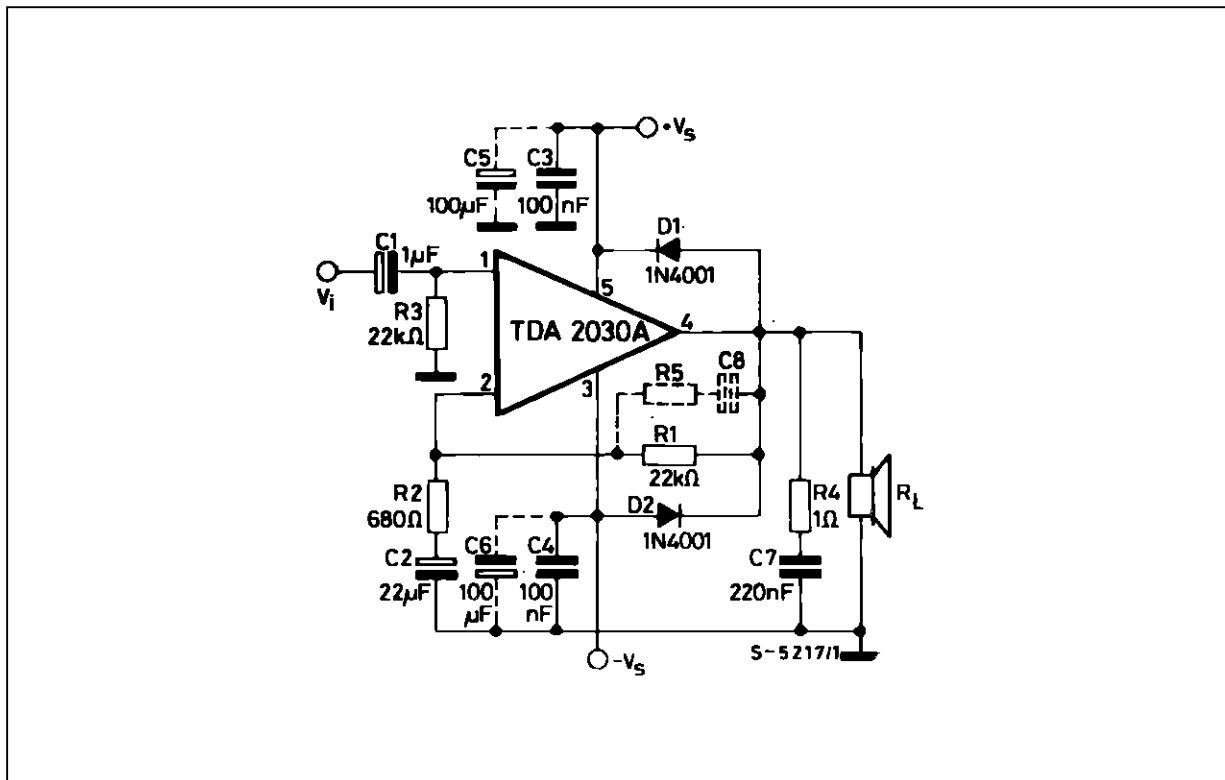 +Vs
C5
C3
100µF
100 nF
D1
1N4001
C1
1µF
1
Vi
5
R3
22kΩ
TDA 2030A
4
2
3
R5
C8
R1
22kΩ
R2
680Ω
D2
1N4001
R4
1Ω
RL
C2
22µF
C6
100
µF
C4
100
nF
C7
220nF
-Vs
S-5217/1